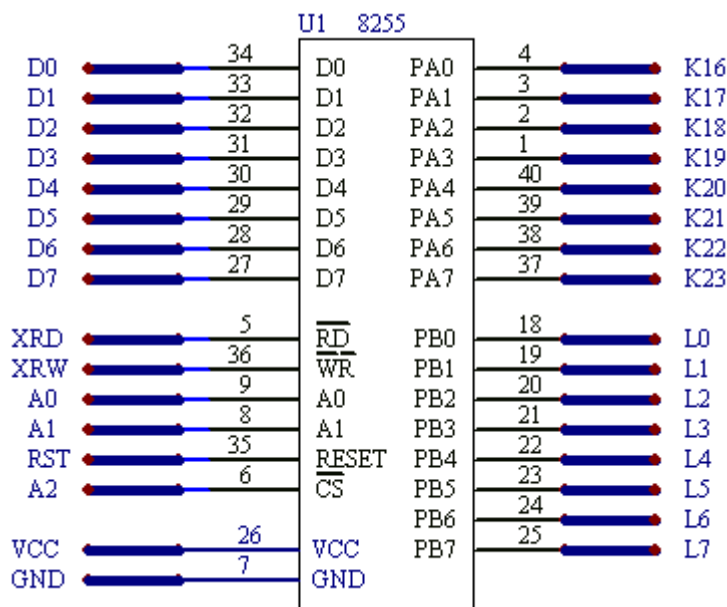 U1 8255
D0 34 D0 PA0 4 K16
D1 33 D1 PA1 3 K17
D2 32 D2 PA2 2 K18
D3 31 D3 PA3 1 K19
D4 30 D4 PA4 40 K20
D5 29 D5 PA5 39 K21
D6 28 D6 PA6 38 K22
D7 27 D7 PA7 37 K23
XRD 5 RD PB0 18 L0
XRW 36 WR PB1 19 L1
A0 9 A0 PB2 20 L2
A1 8 A1 PB3 21 L3
RST 35 RESET PB4 22 L4
A2 6 CS PB5 23 L5
PB6 24 L6
VCC 26 VCC PB7 25 L7
GND 7 GND